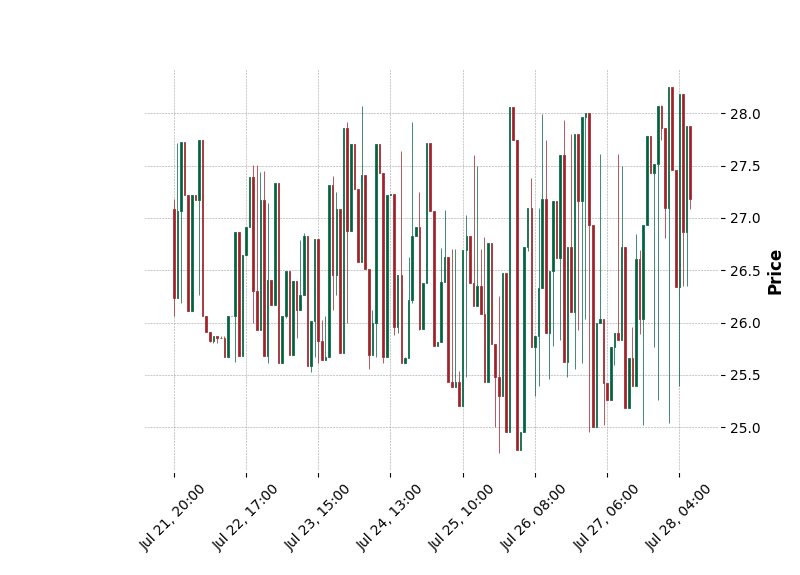 28.0
27.5
27.0
26.5
26.0
25.5
25.0
Price
Jul 21, 20:00
Jul 22, 17:00
Jul 23, 15:00
Jul 24, 13:00
Jul 25, 10:00
Jul 26, 08:00
Jul 27, 06:00
Jul 28, 04:00